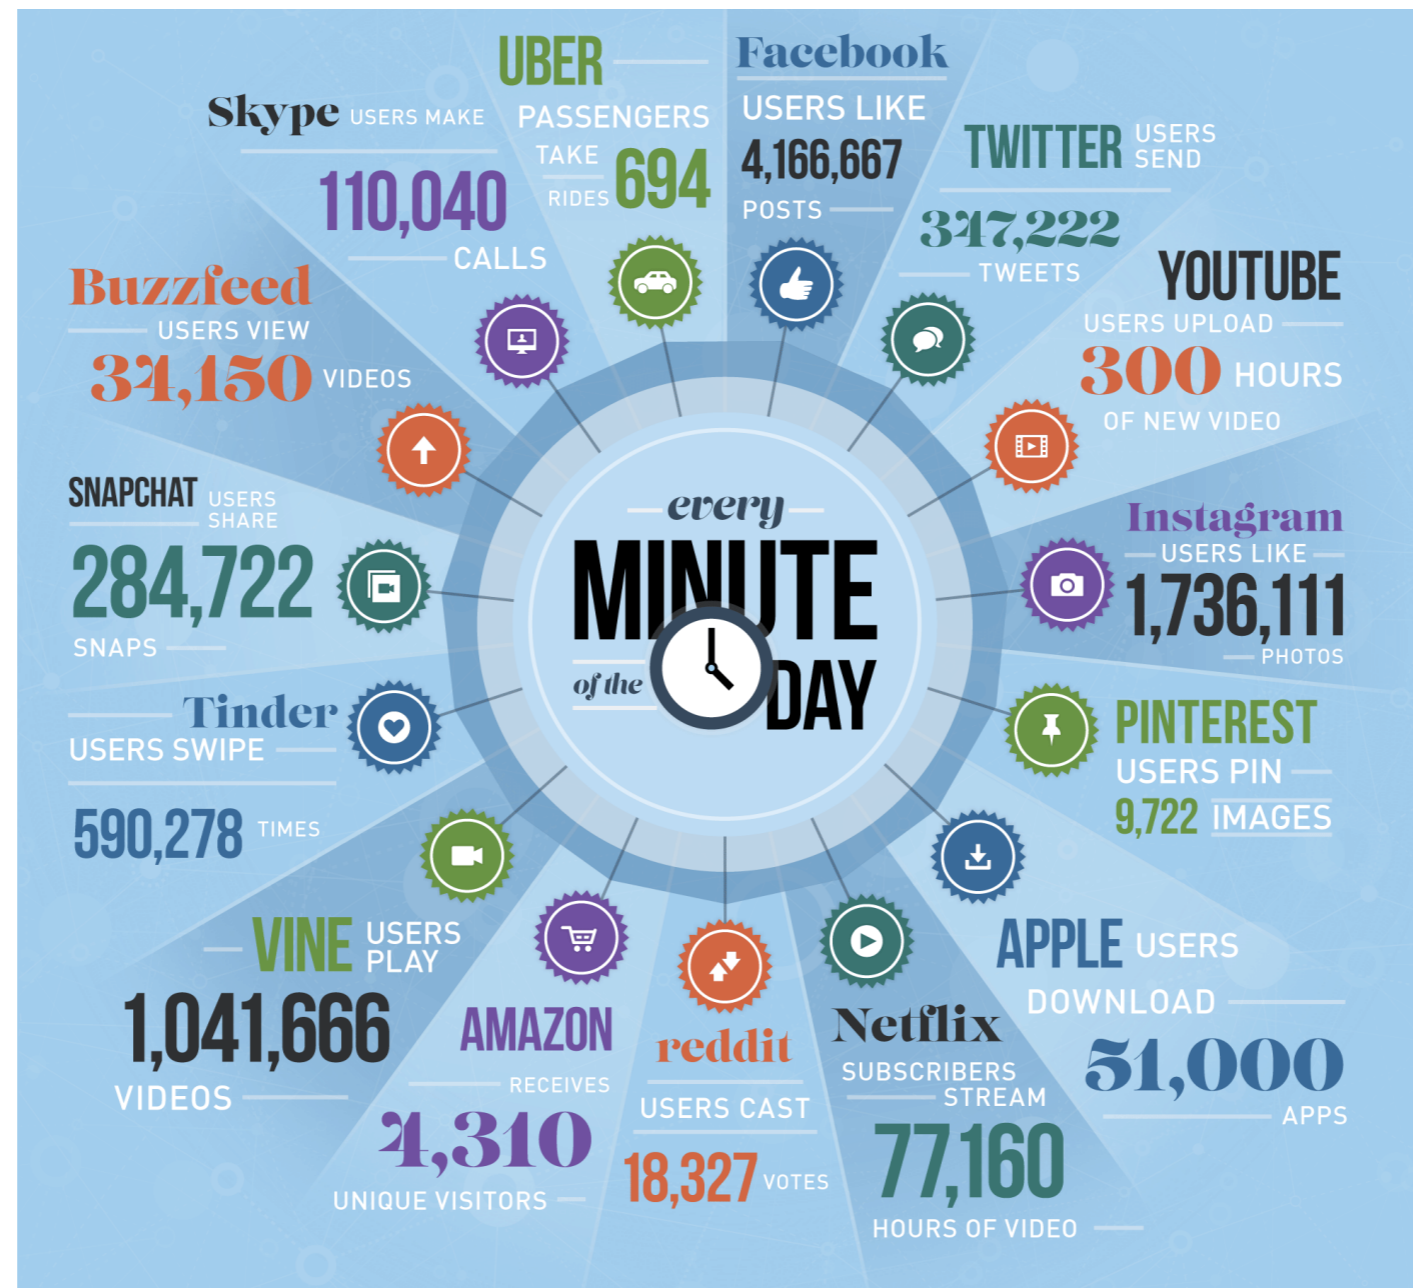 every
MINUTE
of the DAY
Facebook
USERS LIKE
4,166,667
POSTS
TWITTER USERS
SEND
347,222
TWEETS
YOUTUBE
USERS UPLOAD
300 HOURS
OF NEW VIDEO
Instagram
USERS LIKE
1,736,111
PHOTOS
PINTEREST
USERS PIN
9,722 IMAGES
APPLE USERS
DOWNLOAD
51,000
APPS
Netflix
SUBSCRIBERS
STREAM
77,160
HOURS OF VIDEO
reddit
USERS CAST
18,327 VOTES
AMAZON
RECEIVES
4,310
UNIQUE VISITORS
VINE USERS
PLAY
1,041,666
VIDEOS
Tinder
USERS SWIPE
590,278 TIMES
SNAPCHAT USERS
SHARE
284,722
SNAPS
Buzzfeed
USERS VIEW
34,150 VIDEOS
Skype USERS MAKE
110,040
CALLS
UBER
PASSENGERS
TAKE
694
RIDES